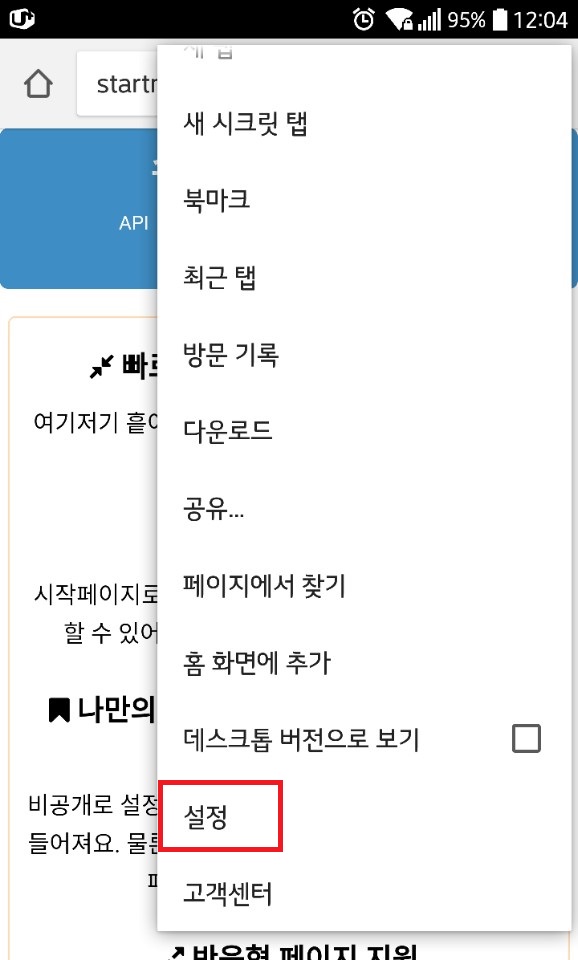 95% 12:04
startr
새 탭
새 시크릿 탭
북마크
API
최근 탭
방문 기록
빠르
여기저기 흩어
다운로드
공유...
페이지에서 찾기
시작페이지로
할 수 있어
홈 화면에 추가
나만의
데스크톱 버전으로 보기
비공개로 설정
설정
들어져요. 물론
고객센터
반응형 페이지 지원